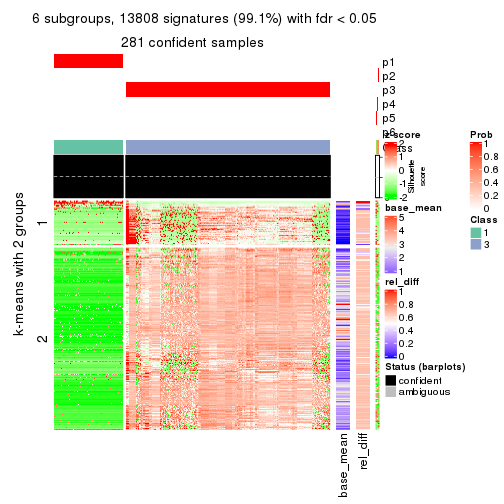 6 subgroups, 13808 signatures (99.1%) with fdr < 0.05
281 confident samples
p1
p2
p3
p4
p5
p6
Class
z-score
2
1
0
-1
-2
Silhouette
score
Prob
1
0.8
0.6
0.4
0.2
0
base_mean
5
4
3
2
1
Class
1
3
rel_diff
1
0.8
0.6
0.4
0.2
0
Status (barplots)
confident
ambiguous
k-means with 2 groups
1
2
base_mean
rel_diff